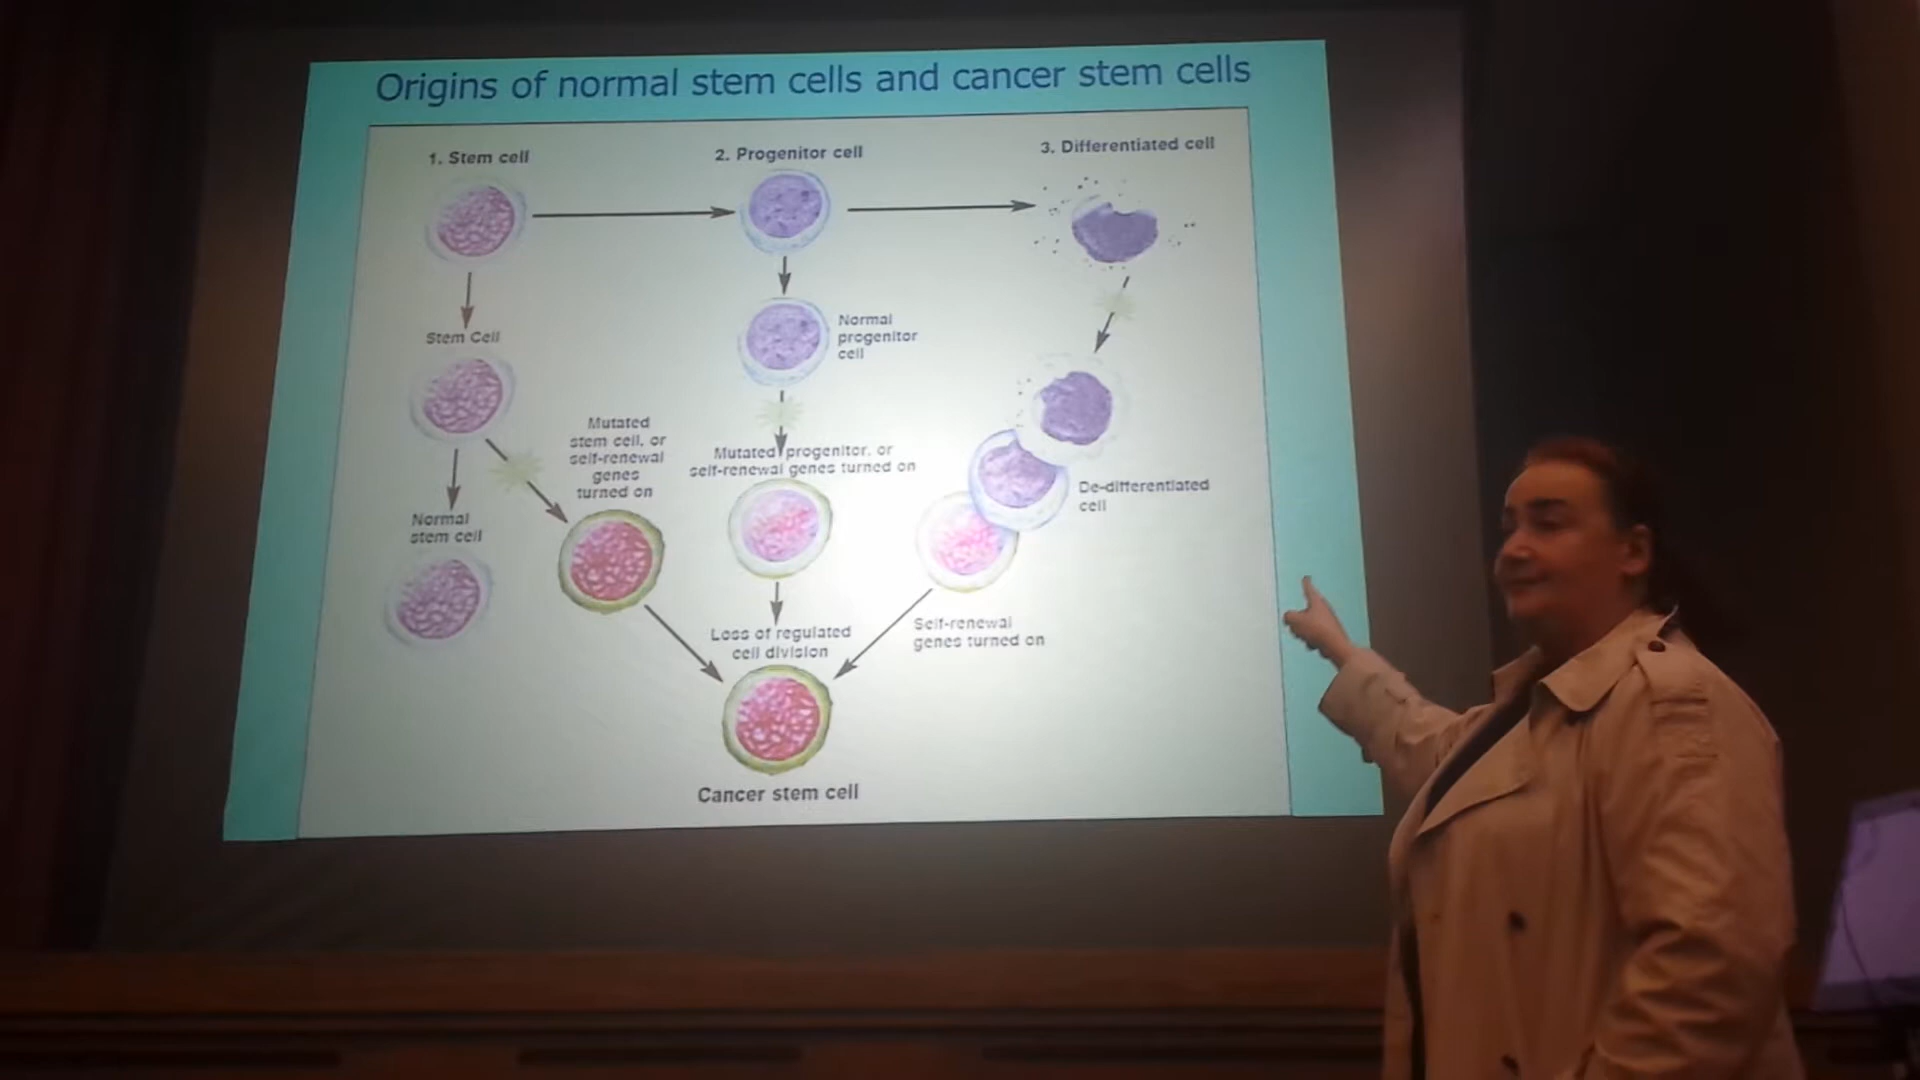 Origins of normal stem cells and cancer stem cells
1. Stem cell
2. Progenitor cell
3. Differentiated cell
Stem Cell
Normal
progenitor
cell
Mutated
stem cell, or
self-renewal
genes
turned on
Mutated progenitor, or
self-renewal genes turned on
De-differentiated
cell
Normal
stem cell
Loss of regulated
cell division
Self-renewal
genes turned on
Cancer stem cell